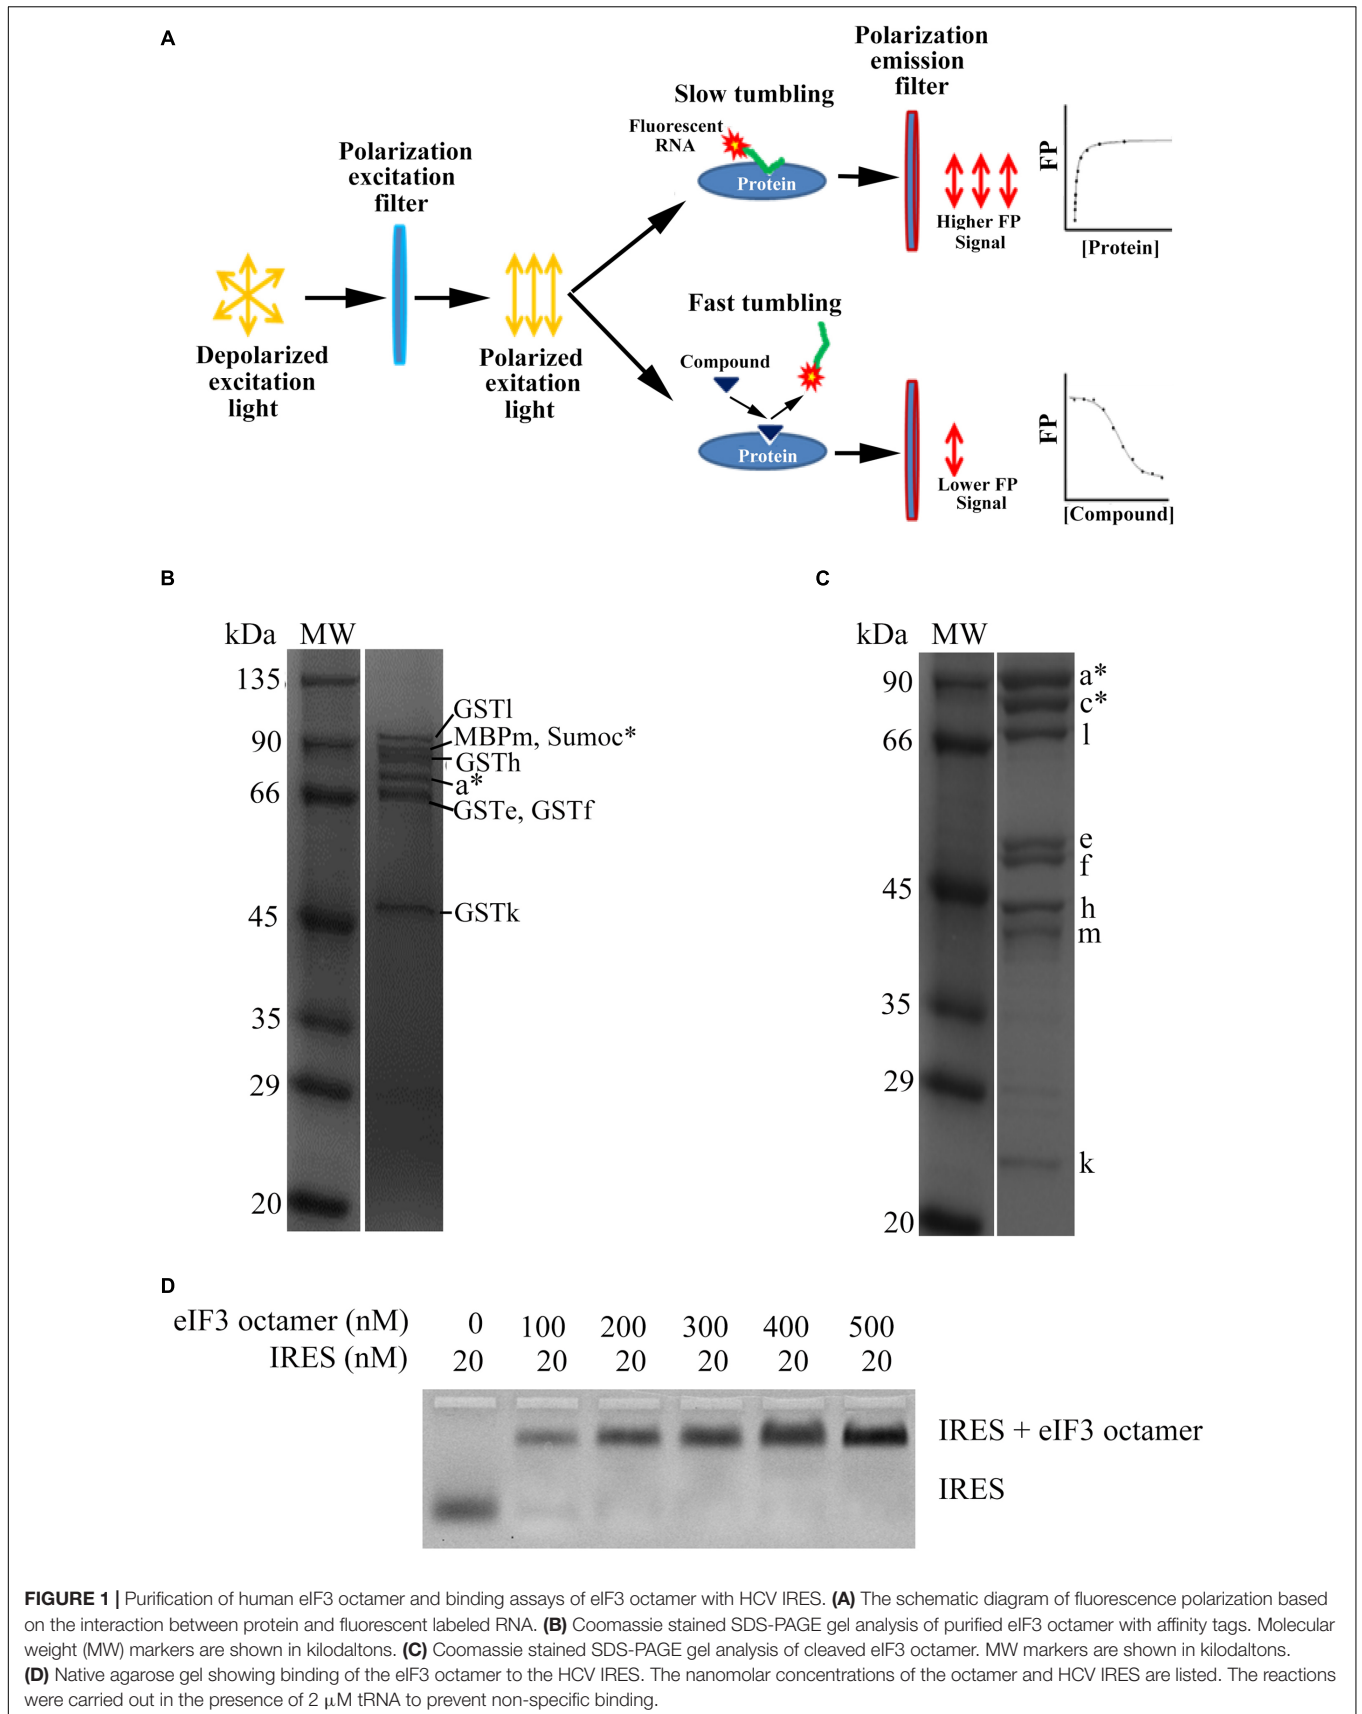 A
Polarization
emission
filter
Slow tumbling
Fluorescent
RNA
Protein
Higher FP
Signal
FP
[Protein]
Polarization
excitation
filter
Depolarized
excitation
light
Polarized
exitation
light
Fast tumbling
Compound
Protein
Lower FP
Signal
FP
[Compound]
B
kDa MW
135
90
66
45
35
29
20
GSTl
MBPm, Sumoc*
GSTh
a*
GSTe, GSTf
GSTk
C
kDa MW
90
66
45
35
29
20
a*
c*
l
e
f
h
m
k
D
eIF3 octamer (nM) 0 100 200 300 400 500
IRES (nM) 20 20 20 20 20 20
IRES + eIF3 octamer
IRES
FIGURE 1 | Purification of human eIF3 octamer and binding assays of eIF3 octamer with HCV IRES. (A) The schematic diagram of fluorescence polarization based
on the interaction between protein and fluorescent labeled RNA. (B) Coomassie stained SDS-PAGE gel analysis of purified eIF3 octamer with affinity tags. Molecular
weight (MW) markers are shown in kilodaltons. (C) Coomassie stained SDS-PAGE gel analysis of cleaved eIF3 octamer. MW markers are shown in kilodaltons.
(D) Native agarose gel showing binding of the eIF3 octamer to the HCV IRES. The nanomolar concentrations of the octamer and HCV IRES are listed. The reactions
were carried out in the presence of 2 μM tRNA to prevent non-specific binding.